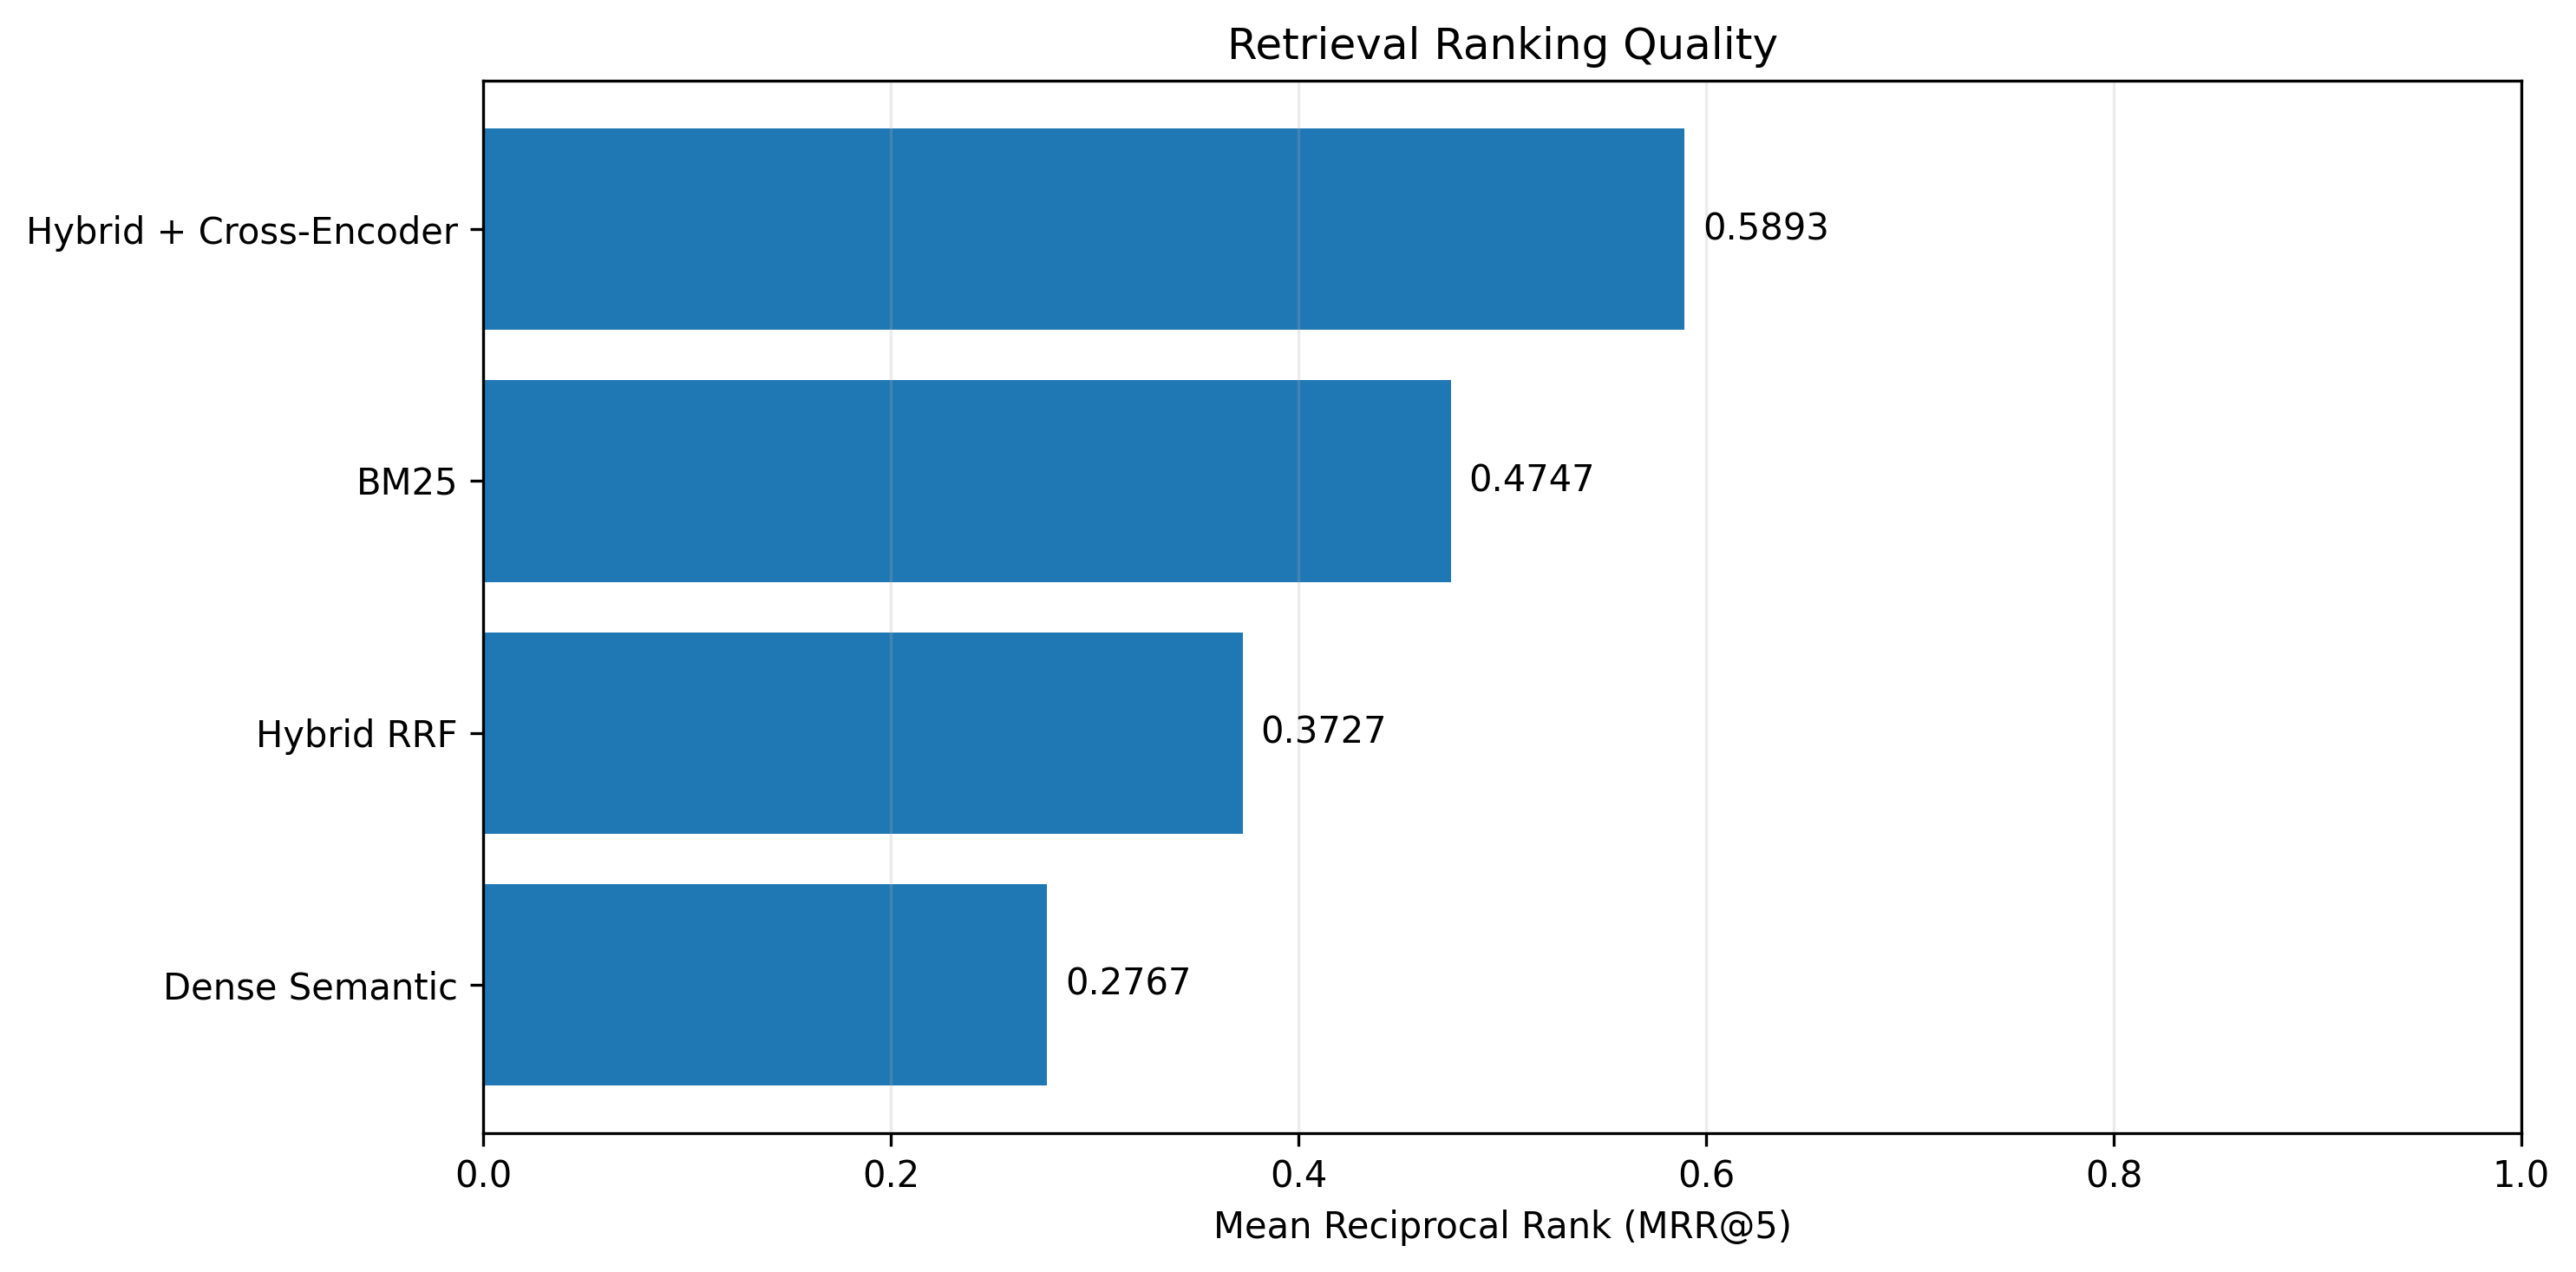 Retrieval Ranking Quality
Hybrid + Cross-Encoder
0.5893
BM25
0.4747
Hybrid RRF
0.3727
Dense Semantic
0.2767
0.0 0.2 0.4 0.6 0.8 1.0
Mean Reciprocal Rank (MRR@5)